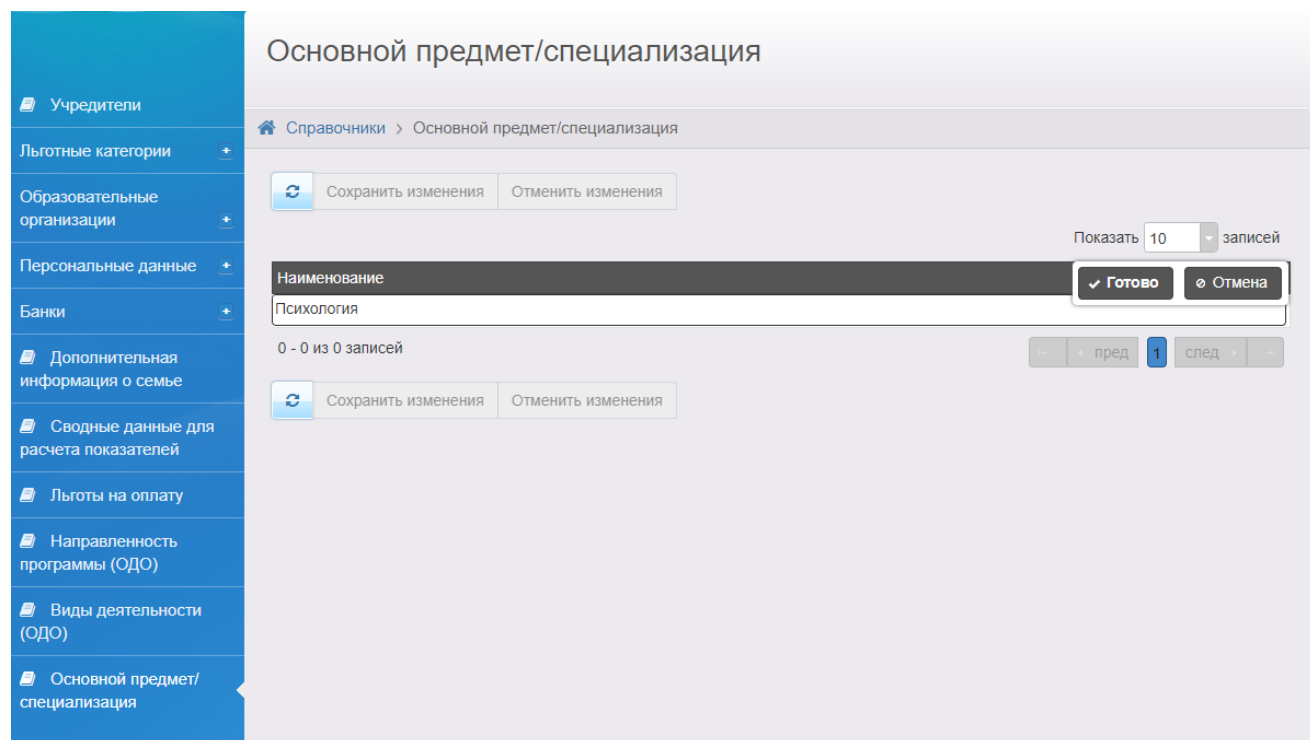 Основной предмет/специализация
Учредители
Льготные категории
Образовательные
организации
Персональные данные
Банки
Дополнительная
информация о семье
Сводные данные для
расчета показателей
Льготы на оплату
Направленность
программы (ОДО)
Виды деятельности
(ОДО)
Основной предмет/
специализация
Справочники > Основной предмет/специализация
Сохранить изменения Отменить изменения
Показать 10 записей
Наименование
Готово Отмена
Психология
0 - 0 из 0 записей
пред 1 след
Сохранить изменения Отменить изменения